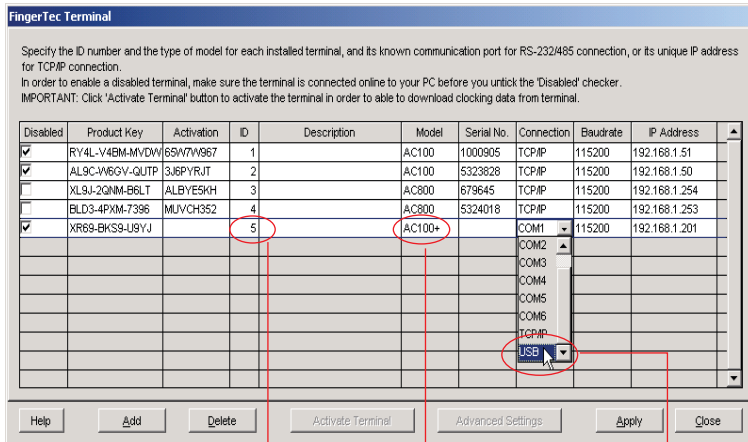 FingerTec Terminal
Specify the ID number and the type of model for each installed terminal, and its known communication port for RS-232/485 connection, or its unique IP address
for TCP/IP connection.
In order to enable a disabled terminal, make sure the terminal is connected online to your PC before you untick the 'Disabled' checker.
IMPORTANT: Click 'Activate Terminal' button to activate the terminal in order to able to download clocking data from terminal.
Disabled Product Key Activation ID Description Model Serial No. Connection Baudrate IP Address
RY4L-V4BM-MVDW 65W7W967 1 AC100 1000905 TCP/IP 115200 192.168.1.51
AL9C-W6GV-QUTP 3J6PYRJT 2 AC100 5323828 TCP/IP 115200 192.168.1.50
XL9J-2QNM-B6LT ALBYE5KH 3 AC800 679645 TCP/IP 115200 192.168.1.254
BLD3-4PXM-7396 MUVCH352 4 AC800 5324018 TCP/IP 115200 192.168.1.253
XR69-BKS9-U9YJ 5 AC100+ COM1 115200 192.168.1.201
COM2
COM3
COM4
COM5
COM6
TCP/IP
USB
Help Add Delete Activate Terminal Advanced Settings Apply Close